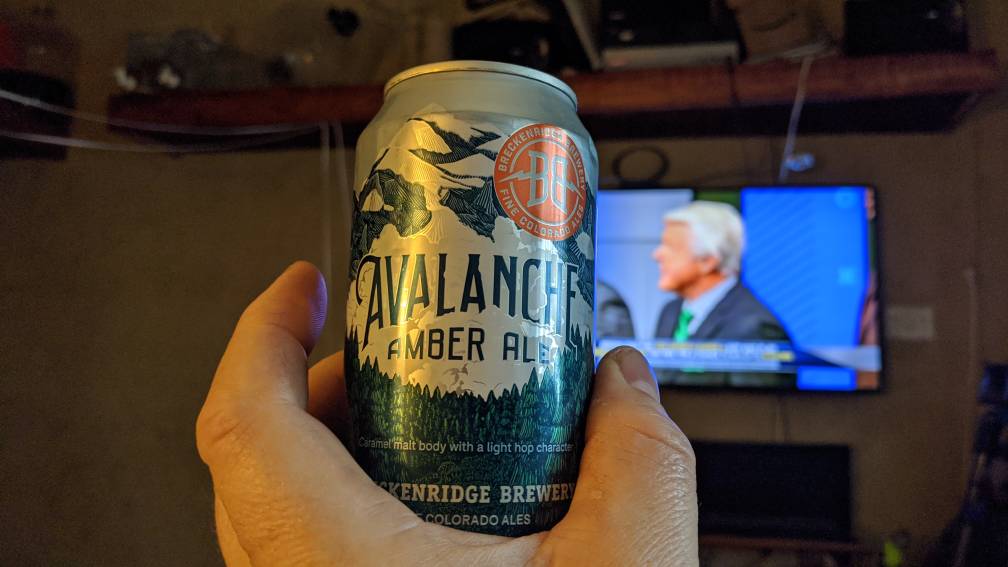 BRECKENRIDGE BREWERY
BB
FINE COLORADO ALES
AVALANCHE
AMBER ALE
Caramel malt body with a light hop character
CKENRIDGE BREWERY
COLORADO ALES